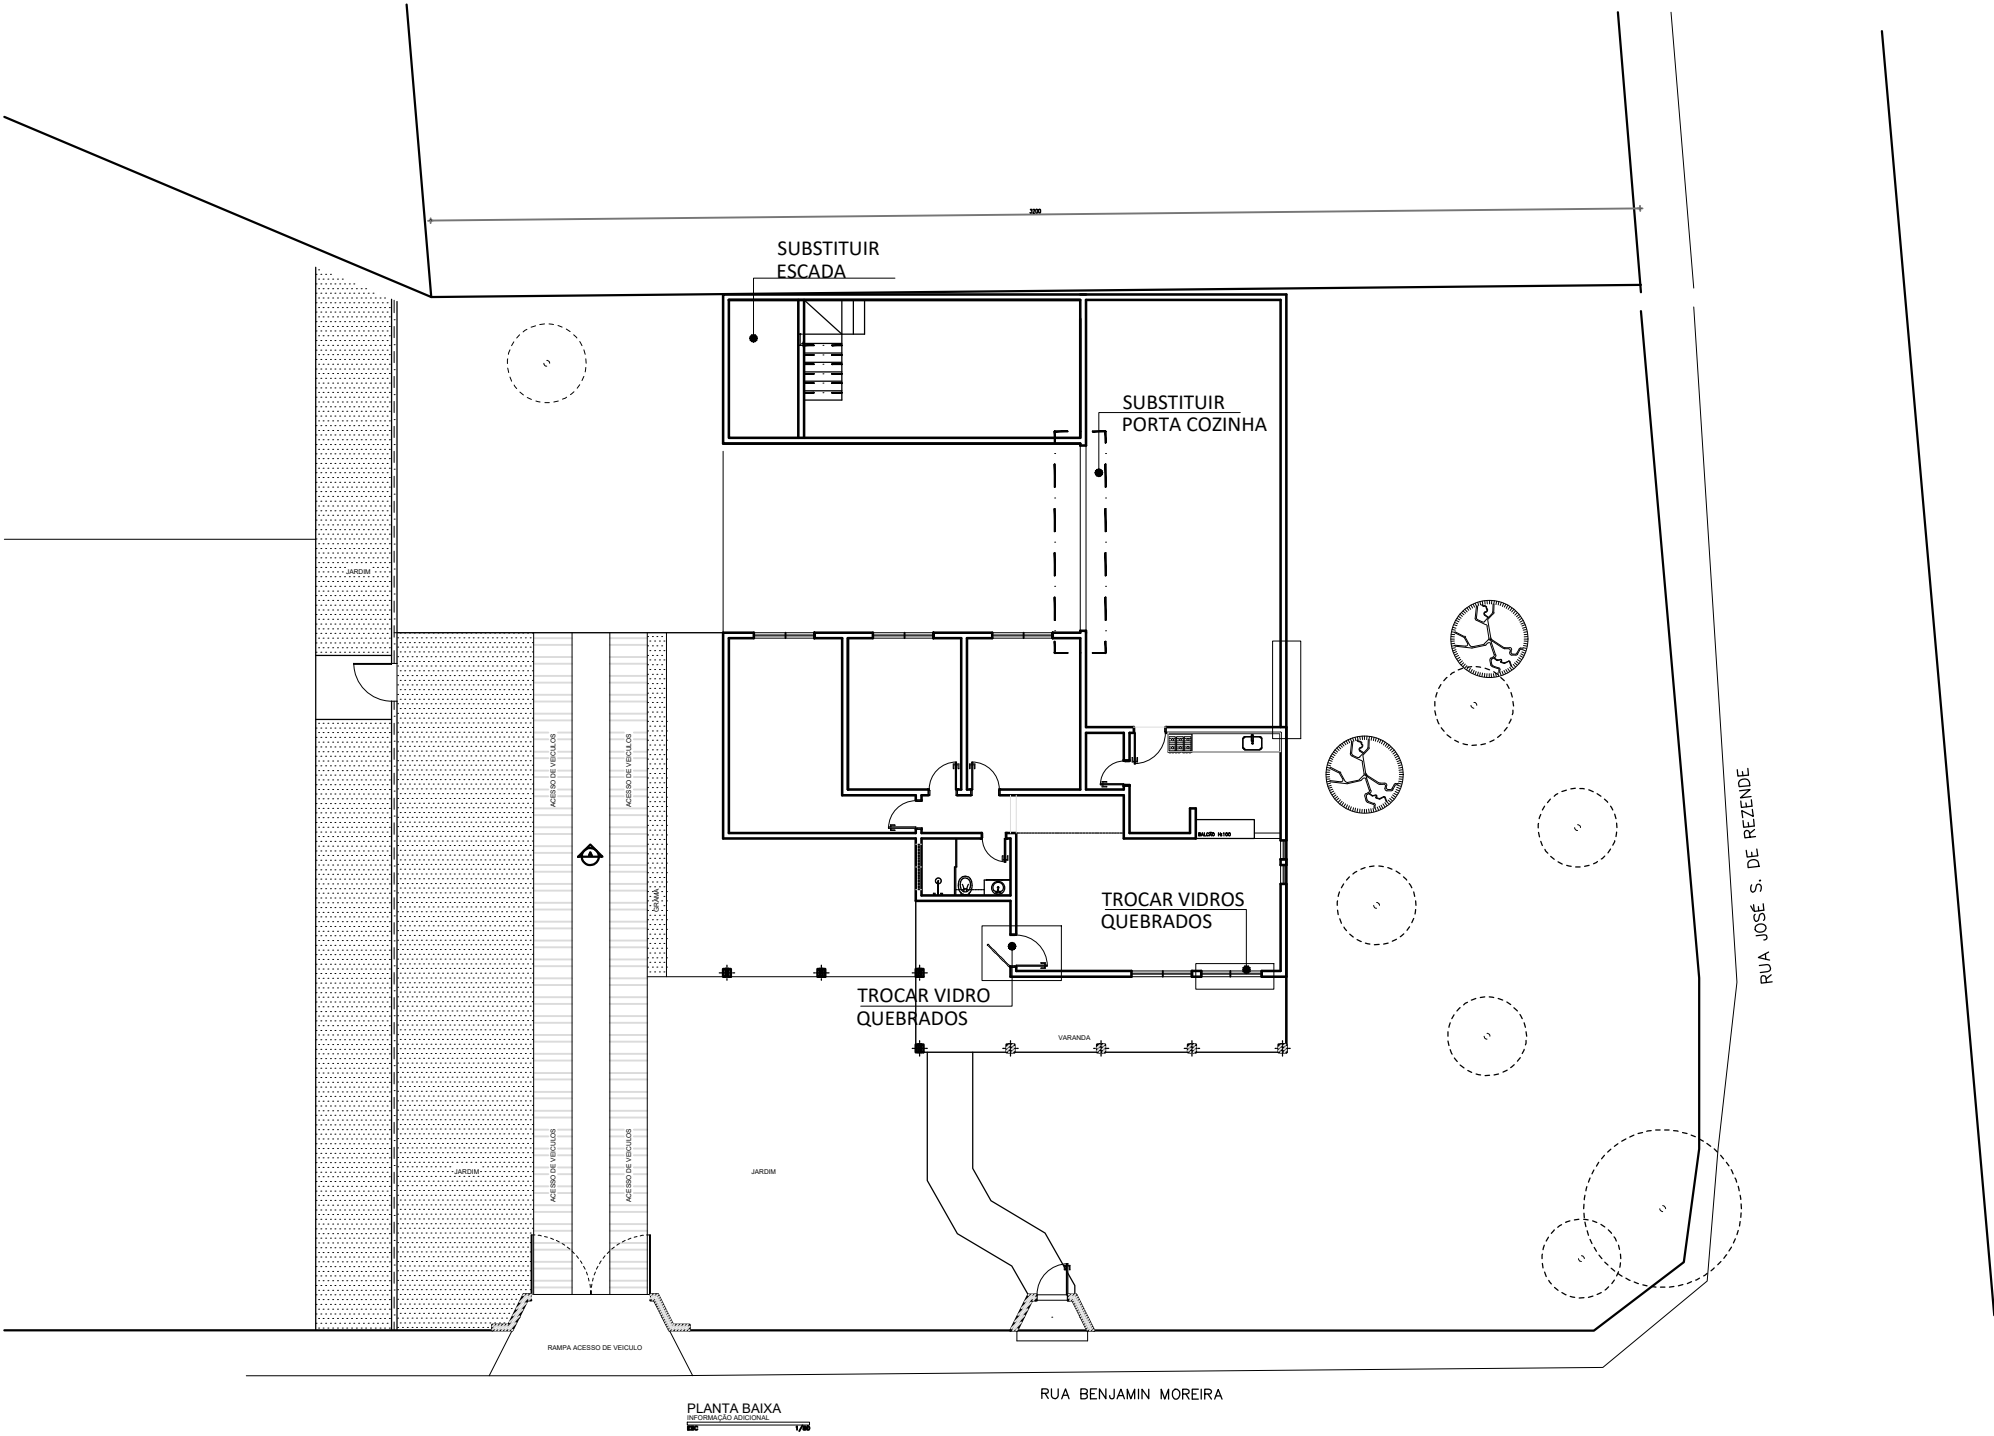 3200
SUBSTITUIR
ESCADA
SUBSTITUIR
PORTA COZINHA
JARDIM
ACESSO DE VEICULOS
ACESSO DE VEICULOS
RUA JOSÉ S. DE REZENDE
BALCÃO H:100
GRAMA
TROCAR VIDROS
QUEBRADOS
TROCAR VIDRO
QUEBRADOS
VARANDA
ACESSO DE VEICULOS
ACESSO DE VEICULOS
JARDIM
JARDIM
RAMPA ACESSO DE VEICULO
RUA BENJAMIN MOREIRA
PLANTA BAIXA
INFORMAÇÃO ADICIONAL
ESC